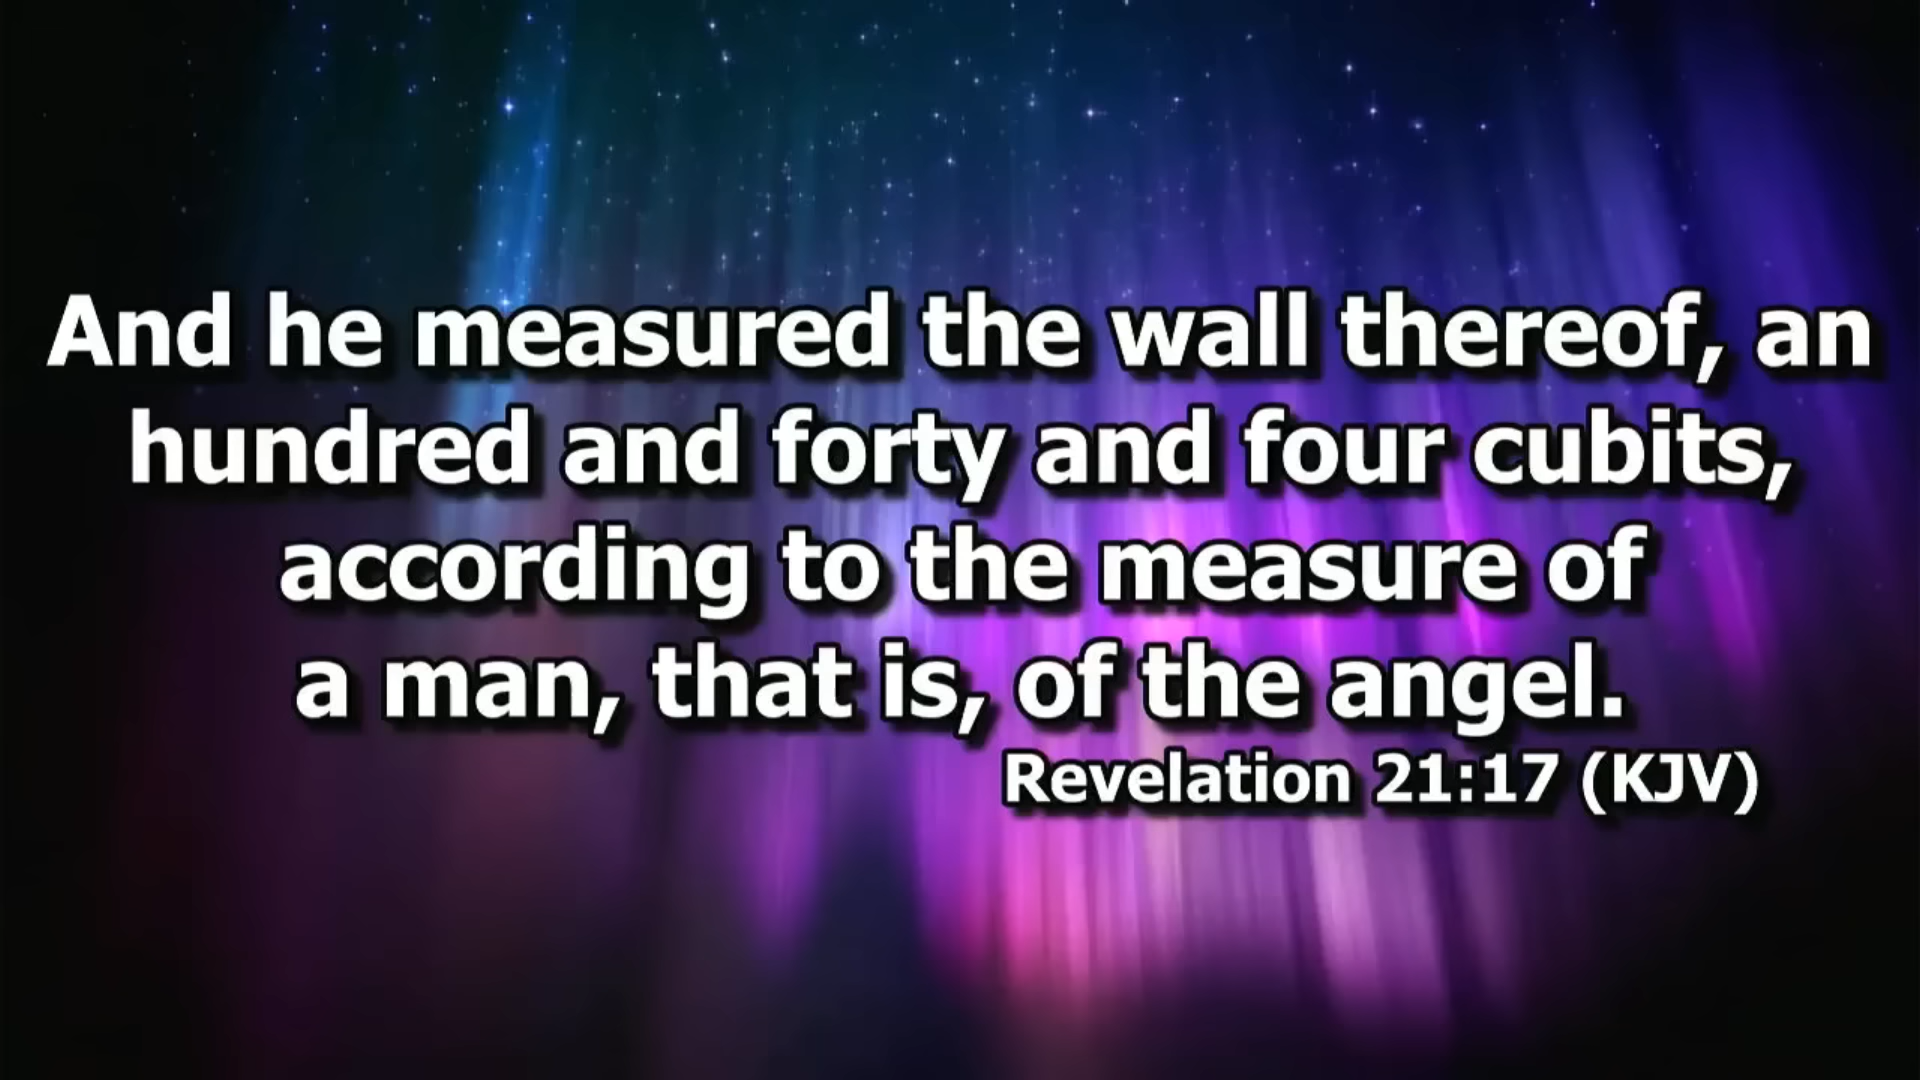 And he measured the wall thereof, an
hundred and forty and four cubits,
according to the measure of
a man, that is, of the angel.
Revelation 21:17 (KJV)